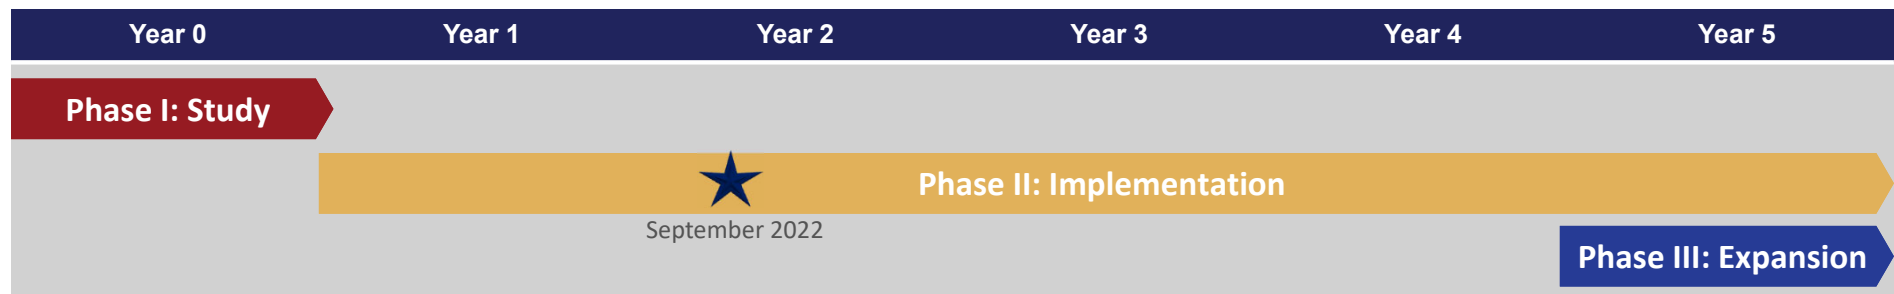 Year 0 Year 1 Year 2 Year 3 Year 4 Year 5
Phase I: Study
Phase II: Implementation
September 2022
Phase III: Expansion